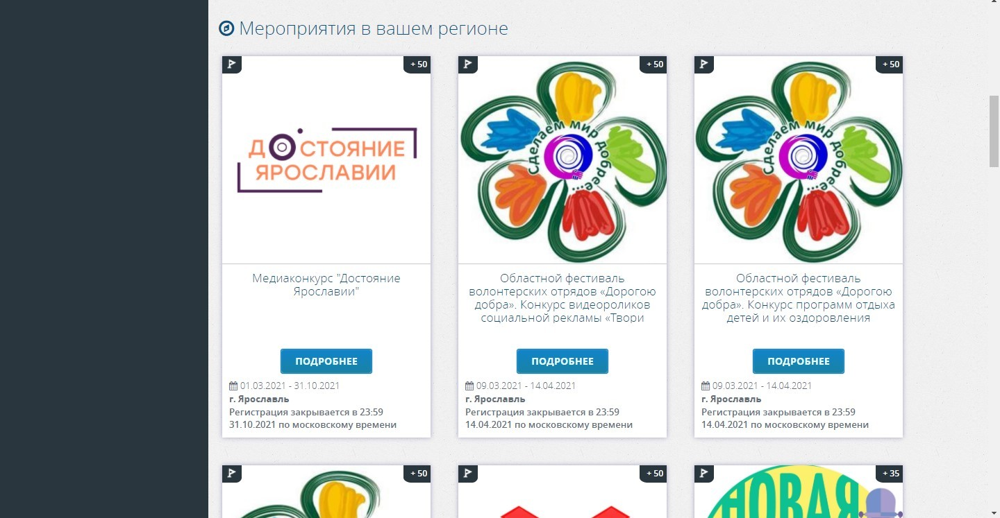 Мероприятия в вашем регионе
+ 50
+ 50
+ 50
ДОСТОЯНИЕ
ЯРОСЛАВИИ
Сделаем мир добрее...
Сделаем мир добрее...
Медиаконкурс "Достояние
Ярославии"
ПОДРОБНЕЕ
01.03.2021 - 31.10.2021
г. Ярославль
Регистрация закрывается в 23:59
31.10.2021 по московскому времени
Областной фестиваль
волонтерских отрядов «Дорогою
добра». Конкурс видеороликов
социальной рекламы «Твори
ПОДРОБНЕЕ
09.03.2021 - 14.04.2021
г. Ярославль
Регистрация закрывается в 23:59
14.04.2021 по московскому времени
Областной фестиваль
волонтерских отрядов «Дорогою
добра». Конкурс программ отдыха
детей и их оздоровления
ПОДРОБНЕЕ
09.03.2021 - 14.04.2021
г. Ярославль
Регистрация закрывается в 23:59
14.04.2021 по московскому времени
+ 50
+ 50
+ 35
НОВАЯ